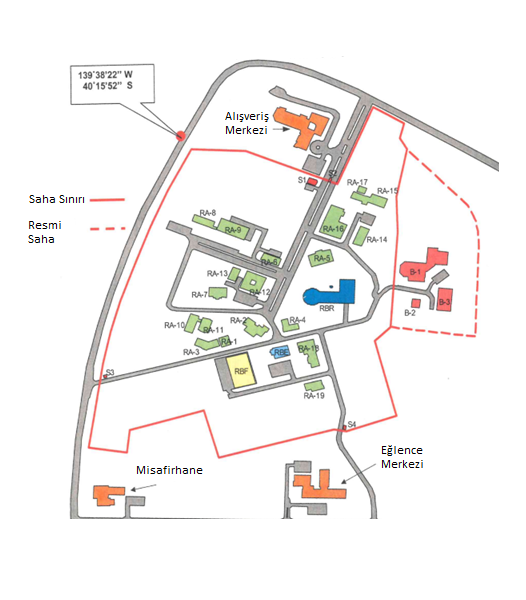 139°38'22" W
40°15'52" S
Alışveriş
Merkezi
S1
S2
RA-17
RA-15
Saha Sınırı
RA-8
RA-9
RA-16
RA-14
Resmi
Saha
RA-6
RA-5
RA-13
B-1
RA-12
RA-7
RBR
B-3
B-2
RA-10
RA-11
RA-2
RA-4
RA-1
RA-3
RBE
RA-18
RBF
S3
RA-19
S4
Eğlence
Merkezi
Misafirhane